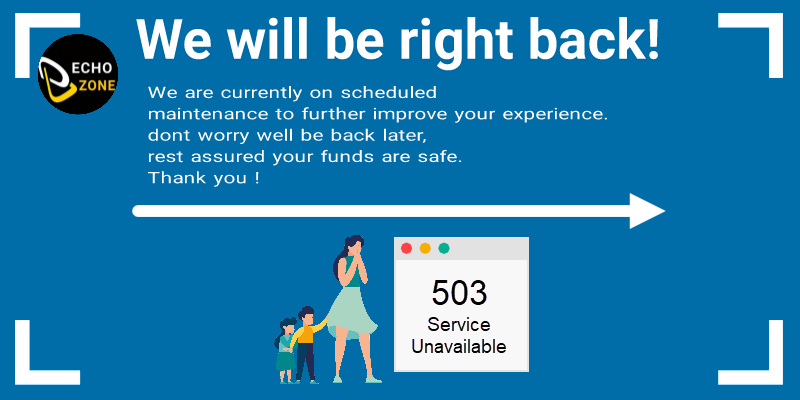 We will be right back!
ECHO
ZONE
We are currently on scheduled
maintenance to further improve your experience.
dont worry well be back later,
rest assured your funds are safe.
Thank you !
503
Service
Unavailable